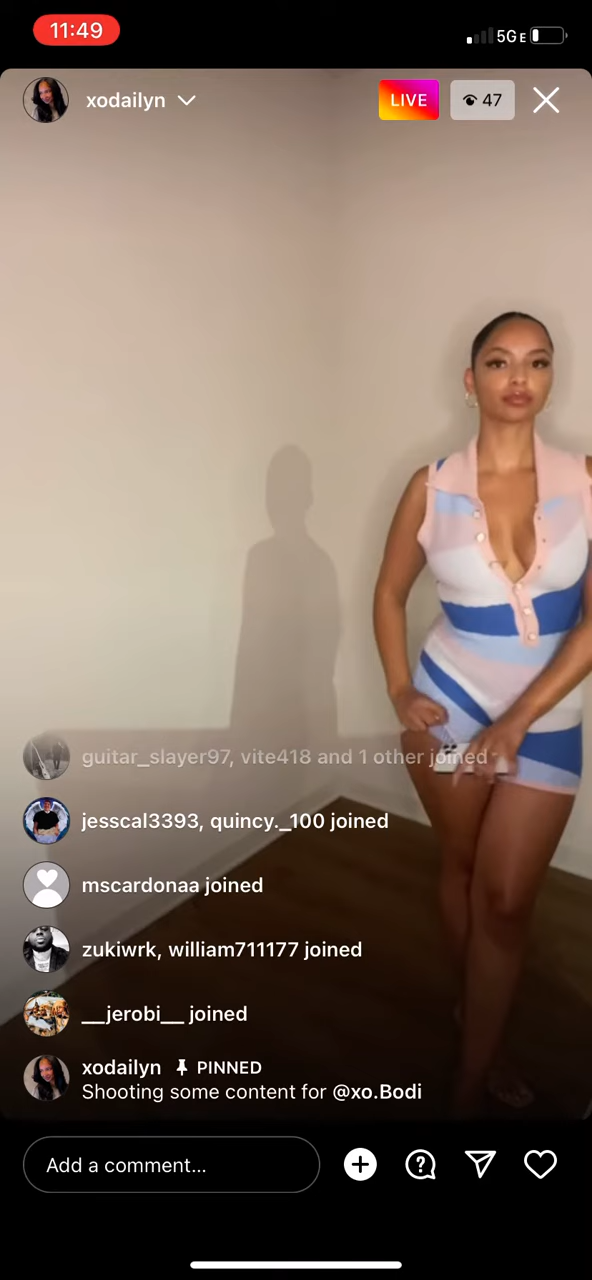 11:49
5GE
xodailyn
LIVE
47
guitar_slayer97, vite418 and 1 other joined
jesscal3393, quincy._100 joined
mscardonaa joined
zukiwrk, william711177 joined
__jerobi__ joined
xodailyn PINNED
Shooting some content for @xo.Bodi
Add a comment...